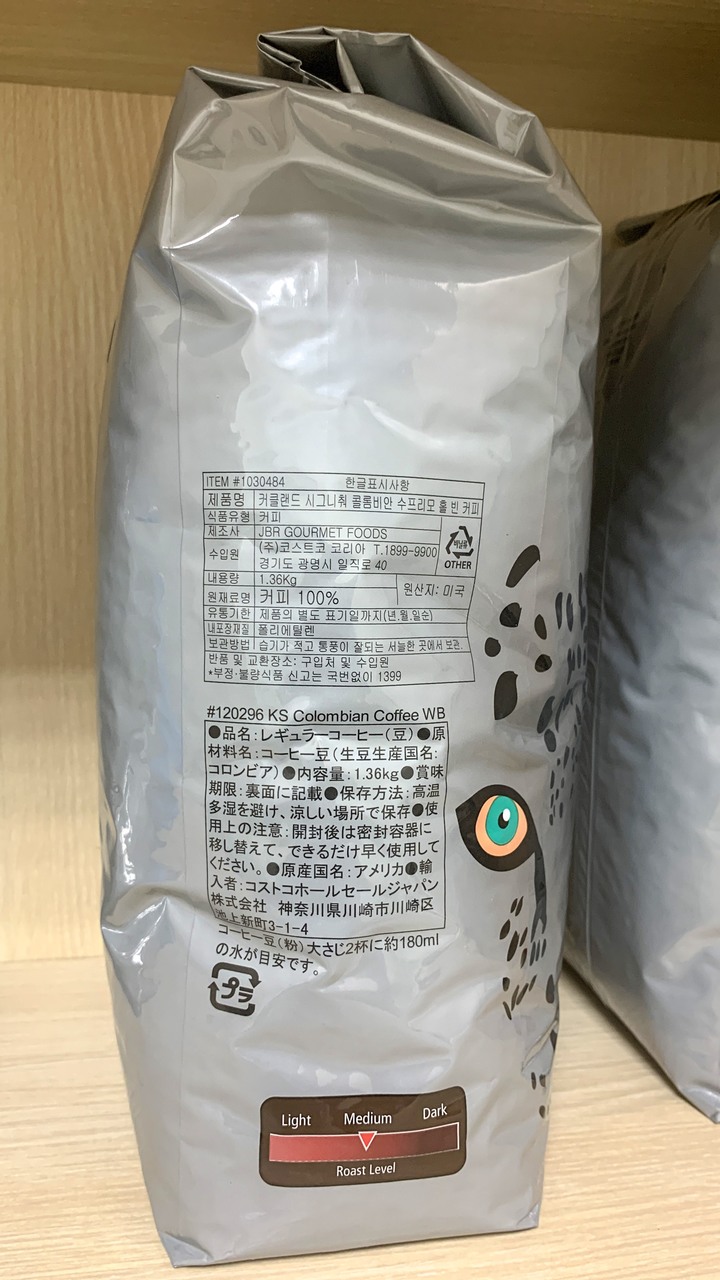 ITEM #1030484 한글표시사항
제품명 커클랜드 시그니춰 콜롬비안 수프리모 홀 빈 커피
식품유형 커피
제조사 JBR GOURMET FOODS
수입원 (주)코스트코 코리아 T.1899-9900
경기도 광명시 일직로 40
비닐류
OTHER
내용량 1.36Kg
원산지: 미국
원재료명 커피 100%
유통기한 제품의 별도 표기일까지(년.월.일순)
내포장재질 폴리에틸렌
보관방법 습기가 적고 통풍이 잘되는 서늘한 곳에서 보관.
반품 및 교환장소: 구입처 및 수입원
*부정·불량식품 신고는 국번없이 1399
#120296 KS Colombian Coffee WB
●品名:レギュラーコーヒー(豆)●原
材料名:コーヒー豆(生豆生産国名:
コロンビア)●内容量:1.36kg●賞味
期限:裏面に記載●保存方法:高温
多湿を避け、涼しい場所で保存●使
用上の注意:開封後は密封容器に
移し替えて、できるだけ早く使用して
ください。●原産国名:アメリカ●輸
入者:コストコホールセールジャパン
株式会社 神奈川県川崎市川崎区
池上新町3-1-4
コーヒー豆(粉)大さじ2杯に約180ml
の水が目安です。
プラ
Light Medium Dark
Roast Level